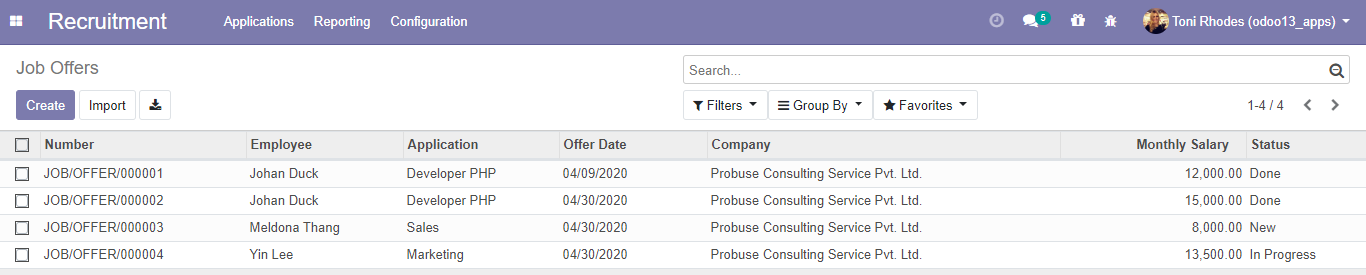 Recruitment Applications Reporting Configuration 5 Toni Rhodes (odoo13_apps)
Job Offers Search...
Create Import Filters Group By Favorites 1-4 / 4
Number Employee Application Offer Date Company Monthly Salary Status
JOB/OFFER/000001 Johan Duck Developer PHP 04/09/2020 Probuse Consulting Service Pvt. Ltd. 12,000.00 Done
JOB/OFFER/000002 Johan Duck Developer PHP 04/30/2020 Probuse Consulting Service Pvt. Ltd. 15,000.00 Done
JOB/OFFER/000003 Meldona Thang Sales 04/30/2020 Probuse Consulting Service Pvt. Ltd. 8,000.00 New
JOB/OFFER/000004 Yin Lee Marketing 04/30/2020 Probuse Consulting Service Pvt. Ltd. 13,500.00 In Progress